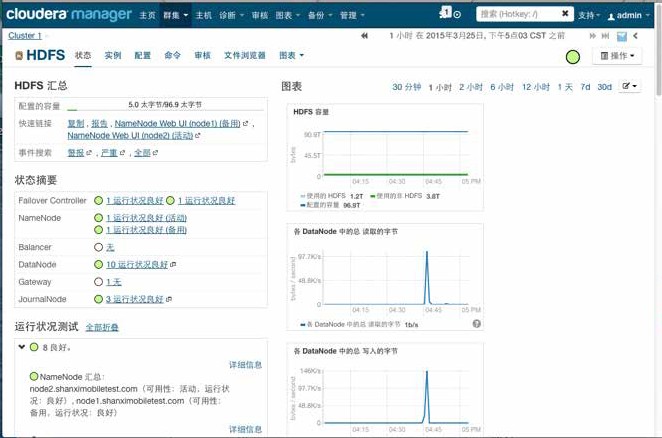 cloudera manager 主页 群集 主机 诊断 审核 图表 备份 管理 1 搜索 (Hotkey: /) 支持 admin
Cluster 1 1 小时 在 2015年3月25日, 下午5点03 CST 之前
HDFS 状态 实例 配置 命令 审核 文件浏览器 图表 操作
HDFS 汇总
配置的容量 5.0 太字节/96.9 太字节
快速链接 复制 , 报告 , NameNode Web UI (node1) (备用) ,
NameNode Web UI (node2) (活动)
事件搜索 警报 , 严重 , 全部
状态摘要
Failover Controller 1 运行状况良好 1 运行状况良好
NameNode 1 运行状况良好 (活动)
1 运行状况良好 (备用)
Balancer 无
DataNode 10 运行状况良好
Gateway 1 无
JournalNode 3 运行状况良好
运行状况测试 全部折叠
8 良好。
详细信息
NameNode 汇总:
node2.shanximobiletest.com（可用性：活动，运行状
况：良好）, node1.shanximobiletest.com（可用性：
备用，运行状况：良好）
详细信息
图表 30 分钟 1 小时 2 小时 6 小时 12 小时 1 天 7d 30d
HDFS 容量
bytes
90.9T
45.5T
0
04:15 04:30 04:45 05 PM
使用的 HDFS 1.2T 使用的总 HDFS 3.8T
配置的容量 96.9T
各 DataNode 中的总 读取的字节
bytes / second
97.7K/s
48.8K/s
0
04:15 04:30 04:45 05 PM
各 DataNode 中的总 读取的字节 1b/s
各 DataNode 中的总 写入的字节
bytes / second
146K/s
97.7K/s
48.8K/s
0
04:15 04:30 04:45 05 PM